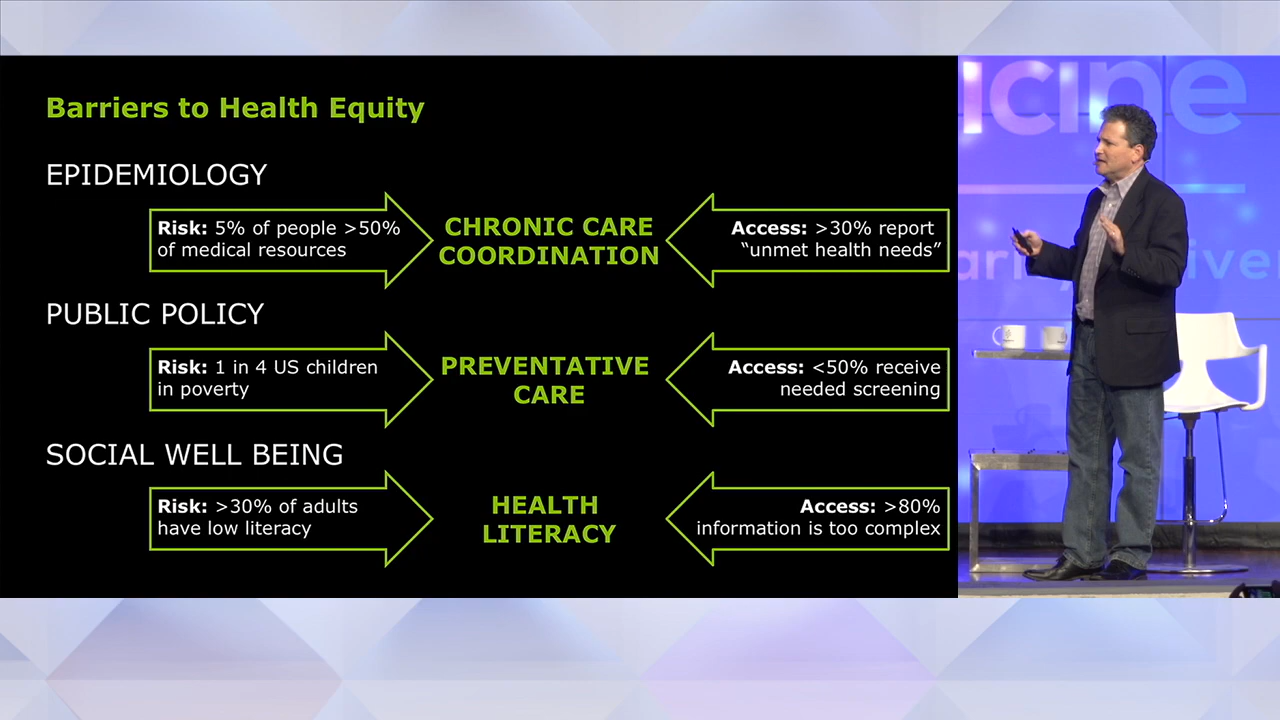 Barriers to Health Equity
EPIDEMIOLOGY
Risk: 5% of people >50%
of medical resources
CHRONIC CARE
COORDINATION
Access: >30% report
“unmet health needs”
PUBLIC POLICY
Risk: 1 in 4 US children
in poverty
PREVENTATIVE
CARE
Access: <50% receive
needed screening
SOCIAL WELL BEING
Risk: >30% of adults
have low literacy
HEALTH
LITERACY
Access: >80%
information is too complex
icine